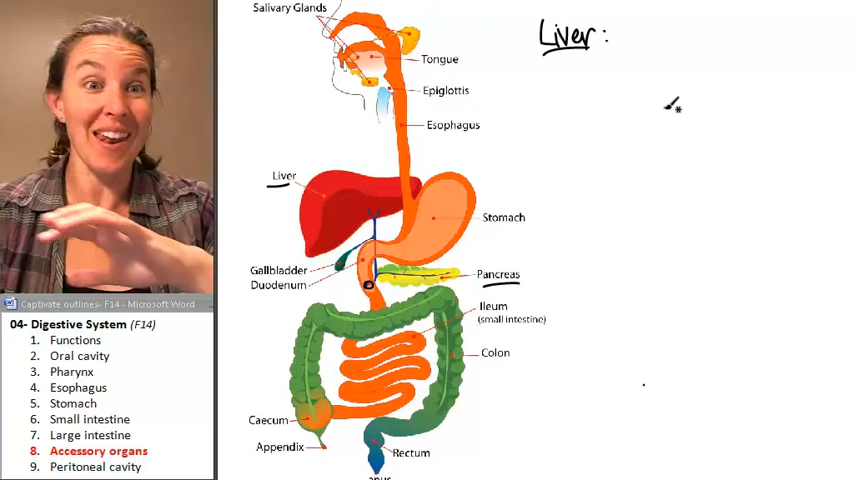 Salivary Glands
Liver:
Tongue
Epiglottis
Esophagus
Liver
Stomach
Gallbladder
Duodenum
Pancreas
Ileum
(small intestine)
Colon
Caecum
Appendix
Rectum
anus
Captivate outlines- F14 - Microsoft Word
04- Digestive System (F14)
1. Functions
2. Oral cavity
3. Pharynx
4. Esophagus
5. Stomach
6. Small intestine
7. Large intestine
8. Accessory organs
9. Peritoneal cavity